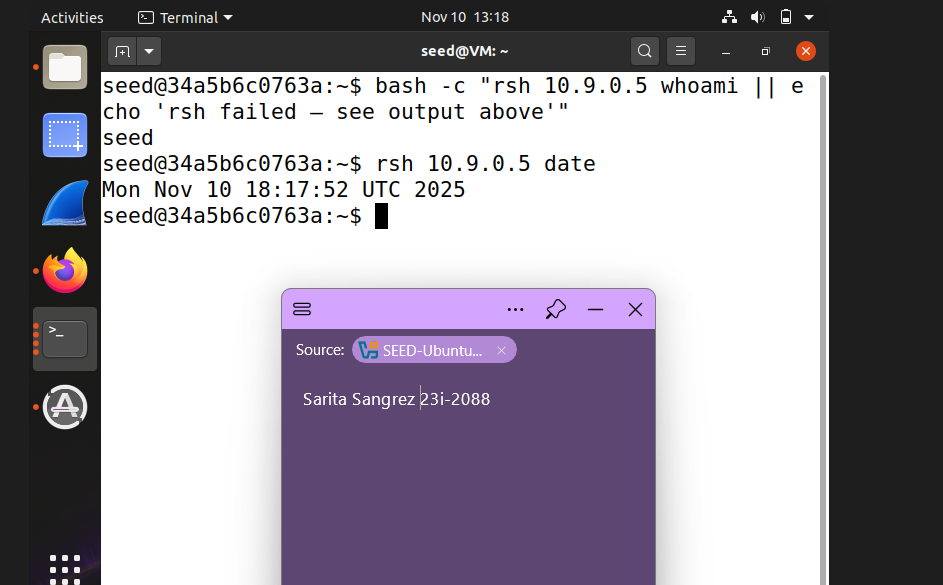 Activities
Terminal
Nov 10 13:18
seed@VM: ~
seed@34a5b6c0763a:~$ bash -c "rsh 10.9.0.5 whoami || e
cho 'rsh failed — see output above'"
seed
seed@34a5b6c0763a:~$ rsh 10.9.0.5 date
Mon Nov 10 18:17:52 UTC 2025
seed@34a5b6c0763a:~$
>_
Source: SEED-Ubuntu...
Sarita Sangrez 23i-2088